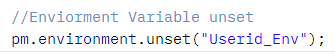 //Enviorment Variable unset
pm.environment.unset("Userid_Env");